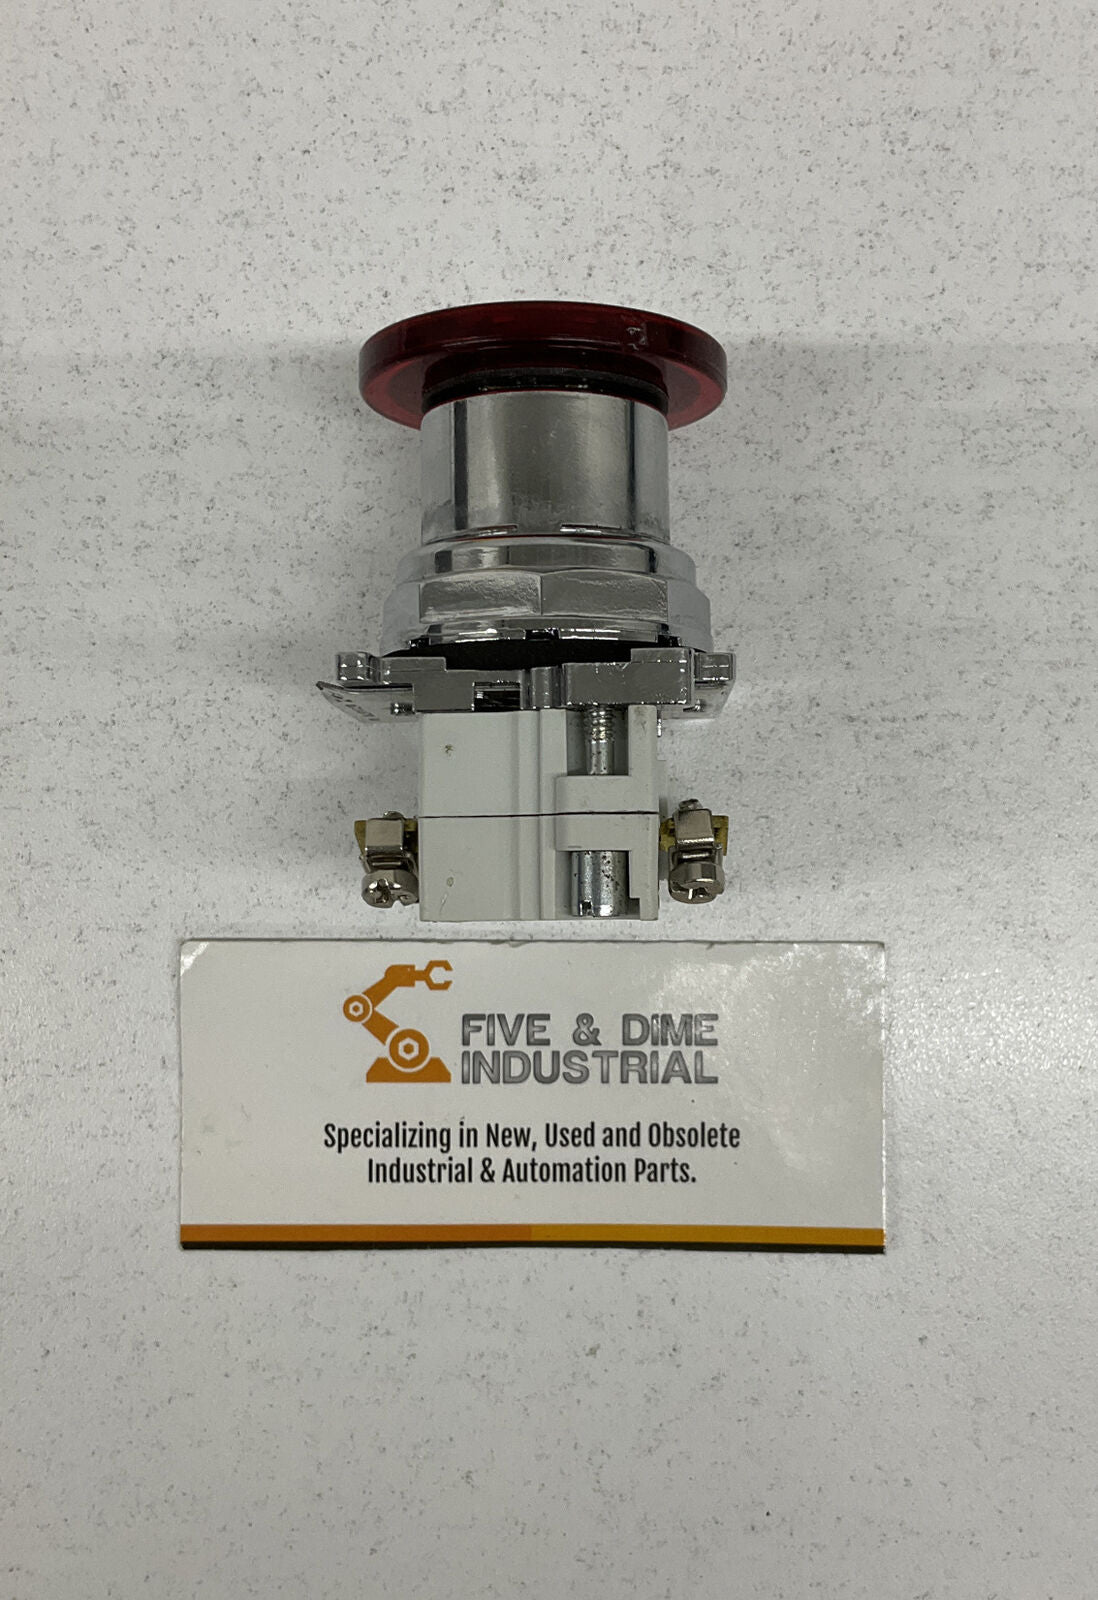 FIVE & DIME
INDUSTRIAL
Specializing in New, Used and Obsolete
Industrial & Automation Parts.